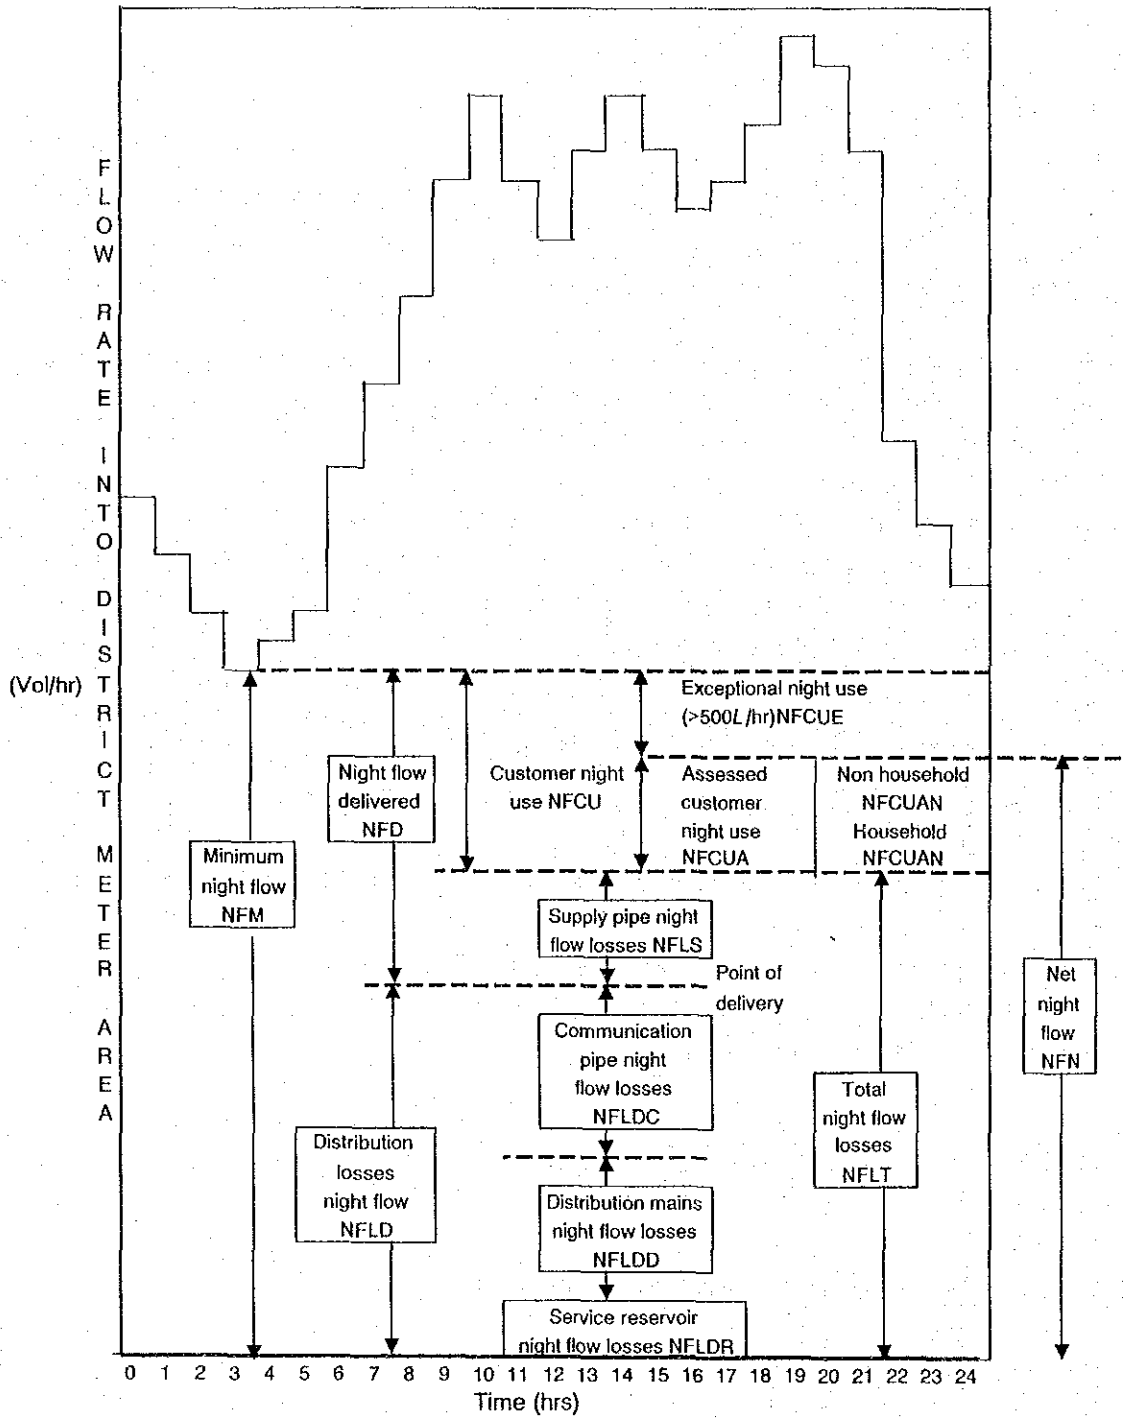 FLOW RATE INTO DISTRICT METER AREA
(Vol/hr)
Exceptional night use
(>500L/hr)NFCUE
Night flow
delivered
NFD
Customer night
use NFCU
Assessed
customer
night use
NFCUA
Non household
NFCUAN
Household
NFCUAN
Minimum
night flow
NFM
Supply pipe night
flow losses NFLS
Point of
delivery
Net
night
flow
NFN
Communication
pipe night
flow losses
NFLDC
Total
night flow
losses
NFLT
Distribution
losses
night flow
NFLD
Distribution mains
night flow losses
NFLDD
Service reservoir
night flow losses NFLDR
0 1 2 3 4 5 6 7 8 9 10 11 12 13 14 15 16 17 18 19 20 21 22 23 24
Time (hrs)